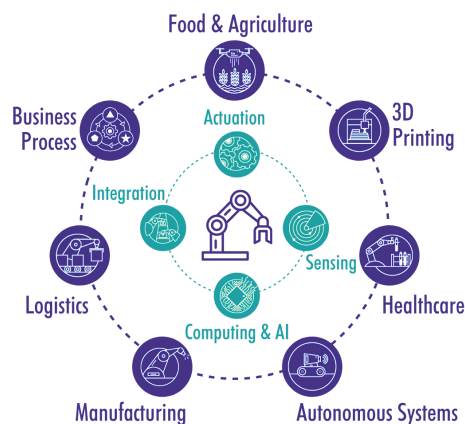 Food & Agriculture
Actuation
3D
Printing
Business
Process
Integration
Sensing
Logistics
Healthcare
Computing & AI
Manufacturing
Autonomous Systems